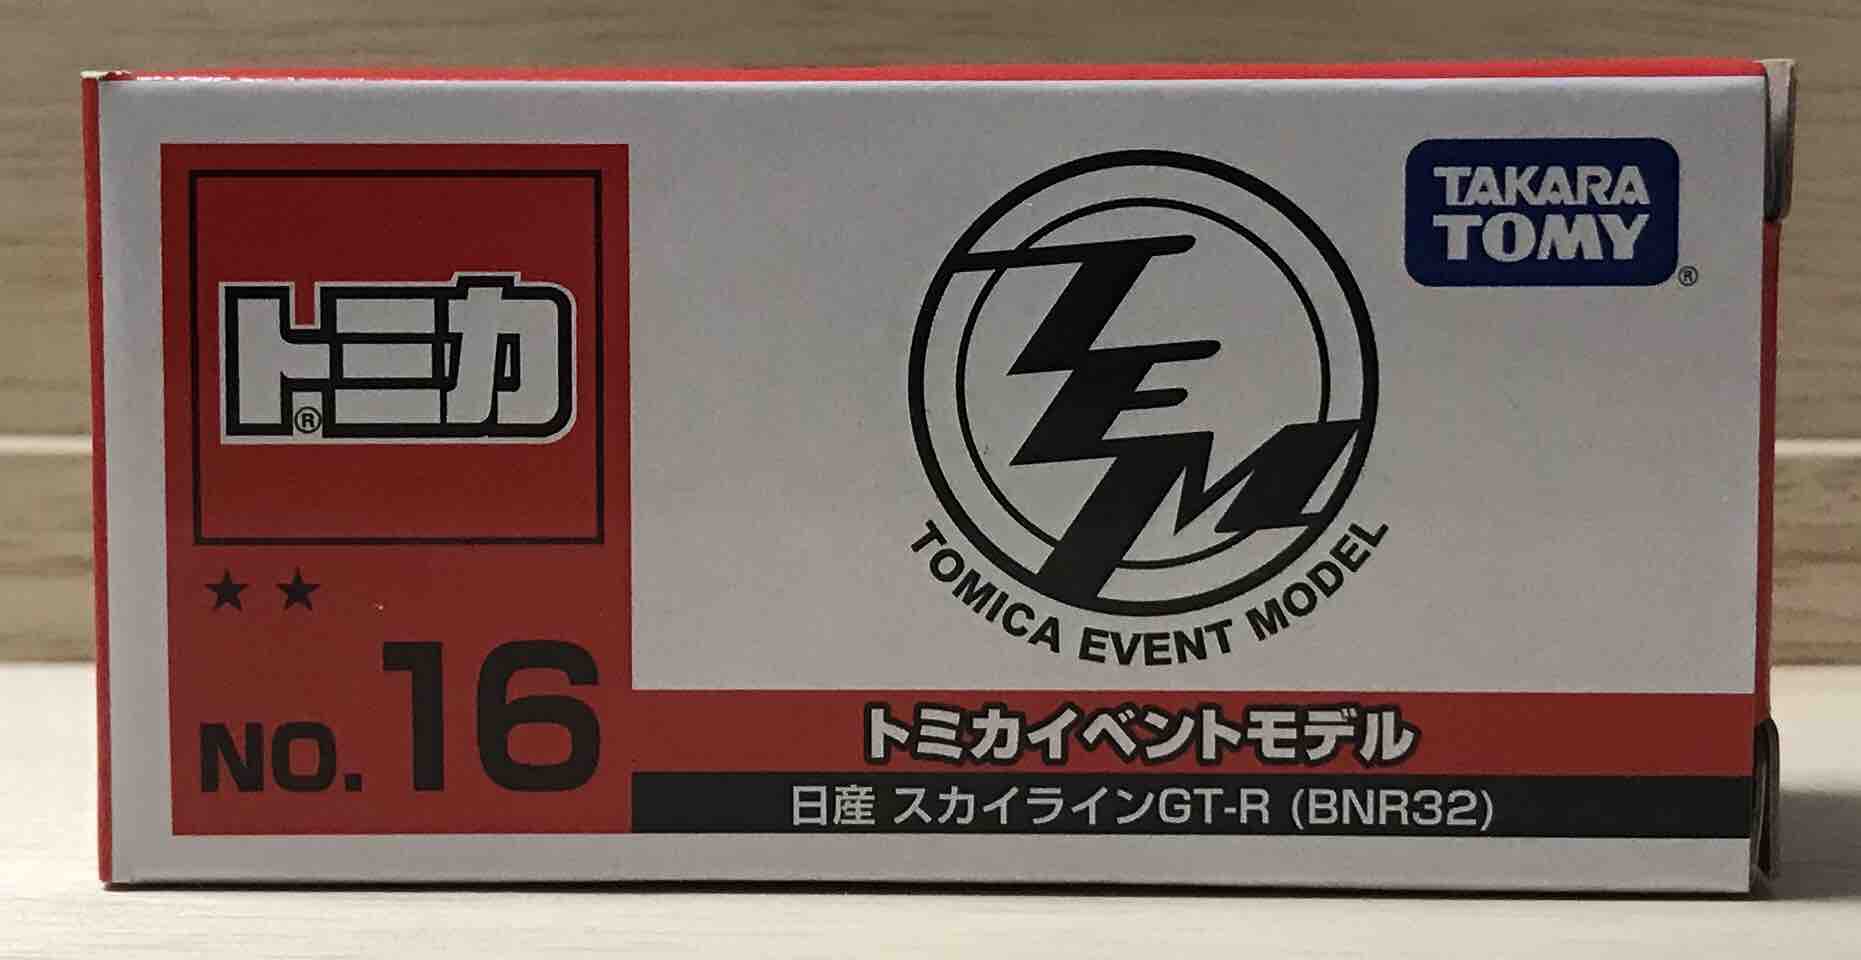 トミカ®
★ ★
NO.16
TEM
TOMICA EVENT MODEL
TAKARA
TOMY®
トミカイベントモデル
日産 スカイラインGT-R (BNR32)